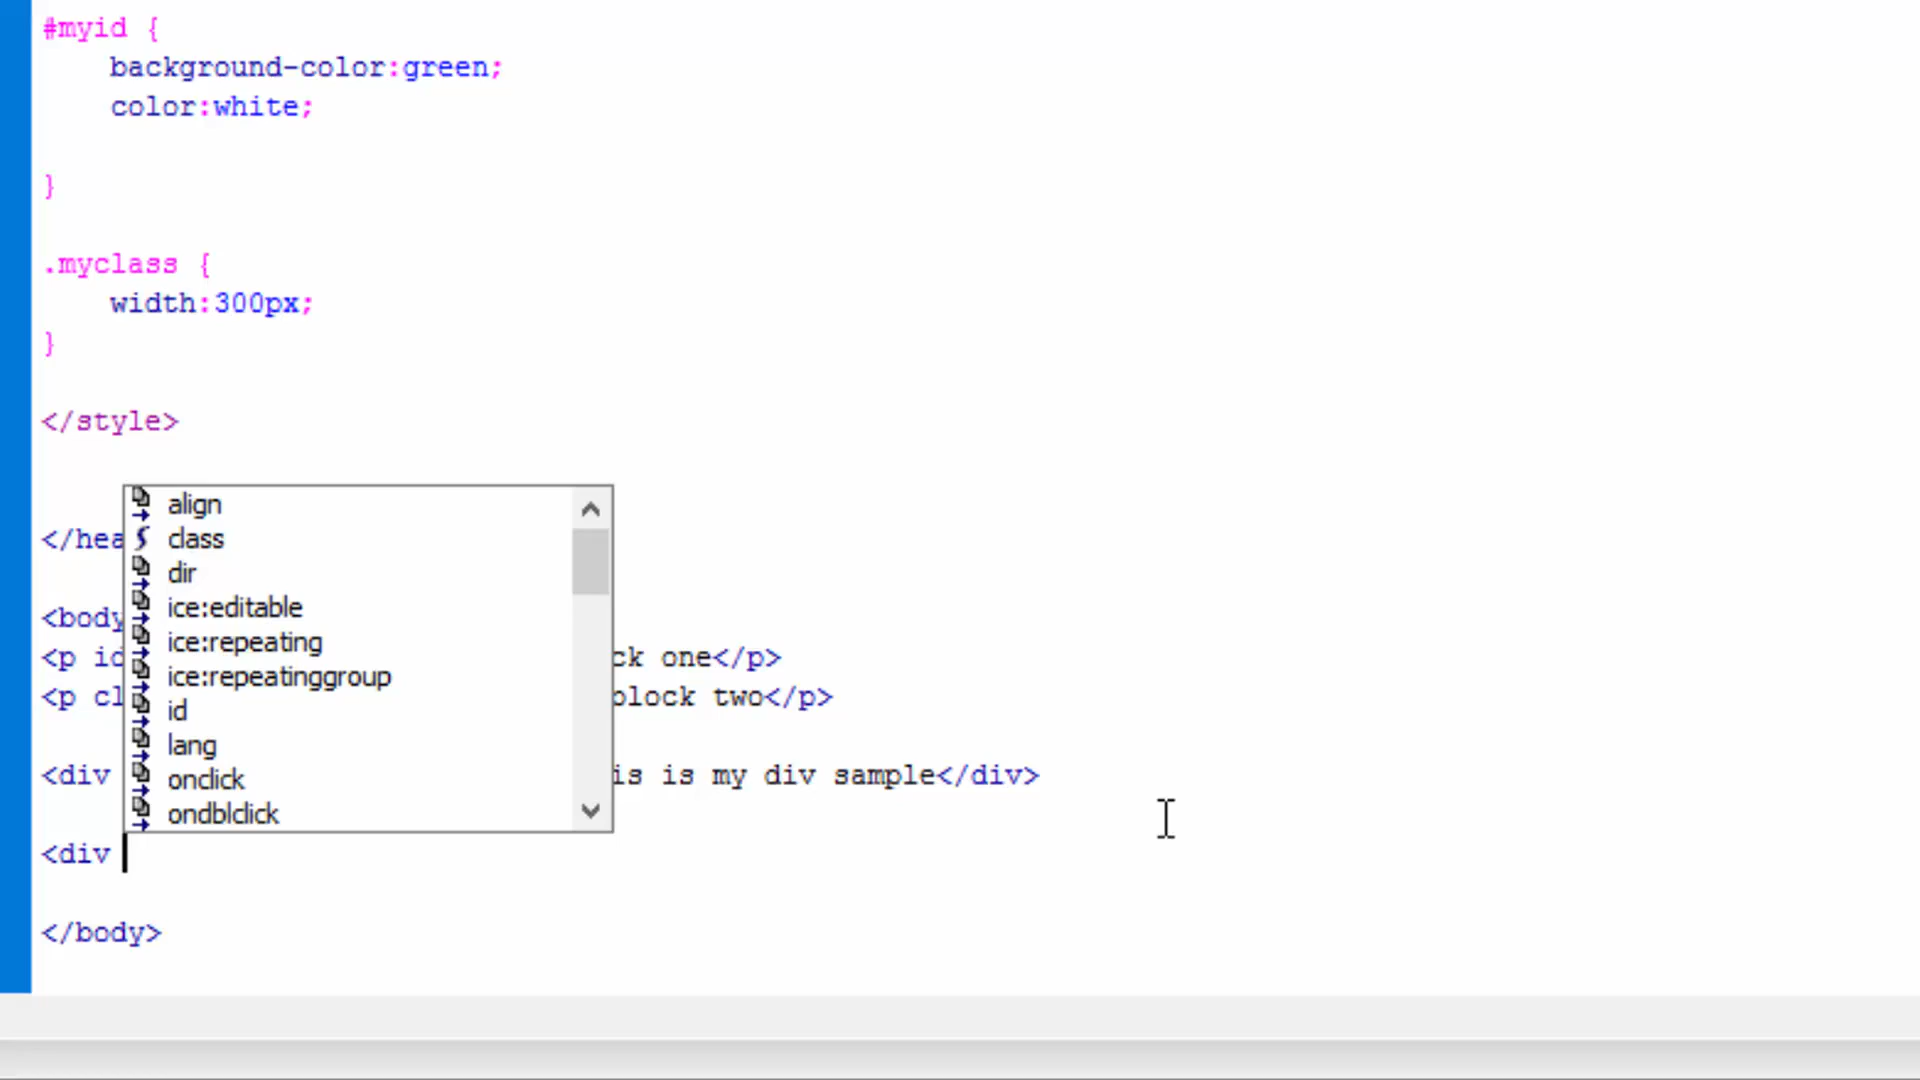 #myid {
background-color:green;
color:white;
}
.myclass {
width:300px;
}
</style>
align
class
dir
ice:editable
ice:repeating
ice:repeatinggroup
id
lang
onclick
ondblclick
</hea
<body
<p id ck one</p>
<p cl block two</p>
<div is is my div sample</div>
<div
</body>